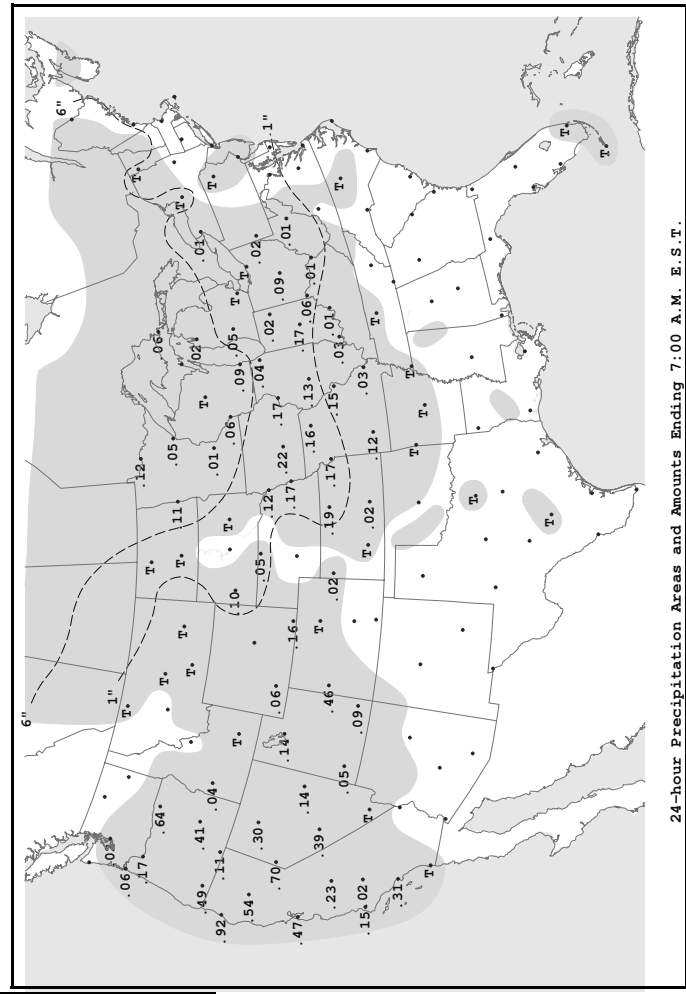 6"
6"
1"
.06
T
T
.12
.17
T
.06
.64
T
.05
11
T
T
T
T
.02
.41
.01
.49
T
.04
T
.01
.11
.92
T
.06
.05
10
T
T
.09
T
.54
.02
.30
.04
.05
1"
.12
.02
.70
.06
.17
.09
.22
.14
.01
.17
.16
.47
.17
.14
.06
.13
.16
.01
.39
T
.46
.19
.01
.17
.23
.02
.15
.03
T
.05
.09
.02
.03
.15
T
T
.02
.12
T
.31
T
T
T
T
T
T
T
T
24-hour Precipitation Areas and Amounts Ending 7:00 A.M. E.S.T.